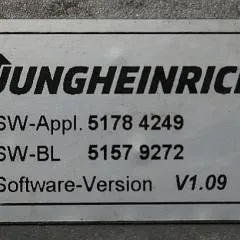 JUNGHEINRICH
SW-Appl. 5178 4249
SW-BL 5157 9272
Software-Version V1.09